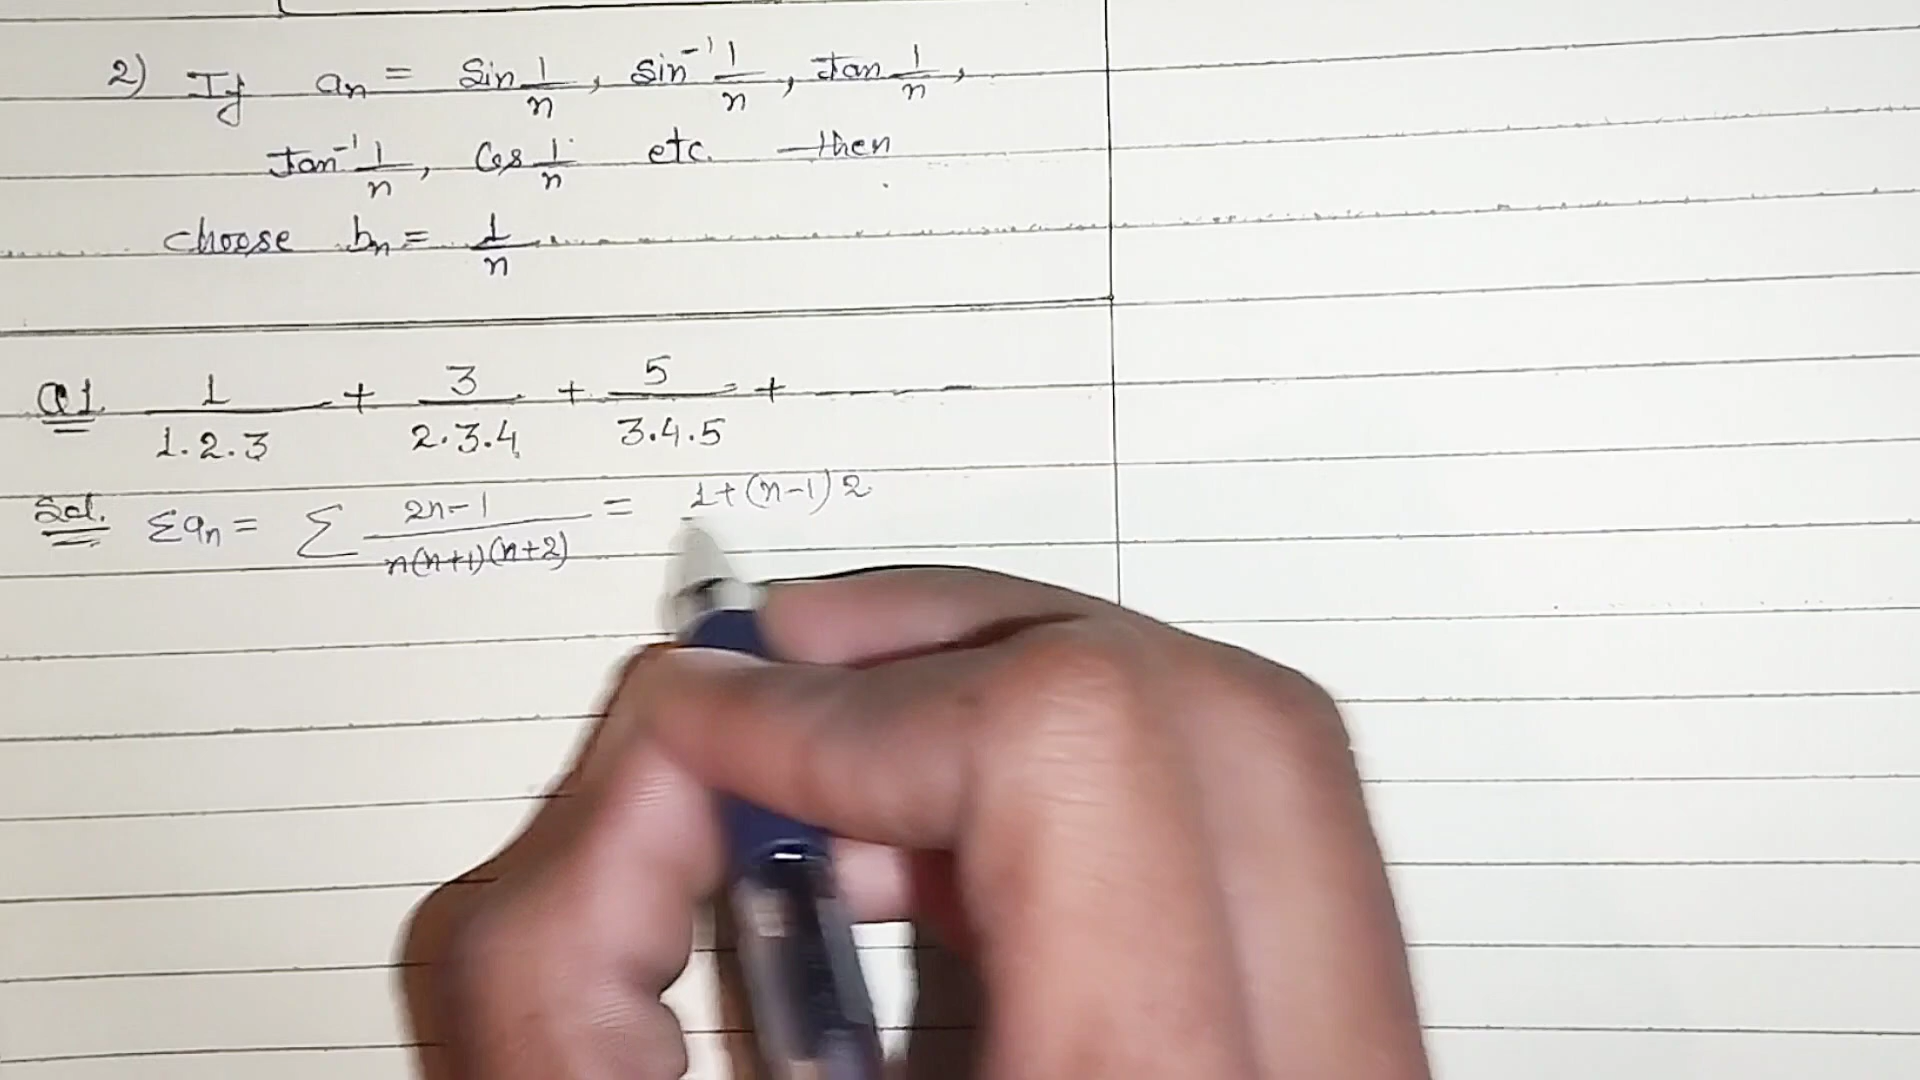 2) If an = Sin 1/n, sin⁻¹ 1/n, Tan 1/n,
Tan⁻¹ 1/n, Cos 1/n etc. then
choose bn = 1/n
Q1 1/1.2.3 + 3/2.3.4 + 5/3.4.5 + ———
Sol. Σan = Σ 2n-1/n(n+1)(n+2) = 1+(n-1)2